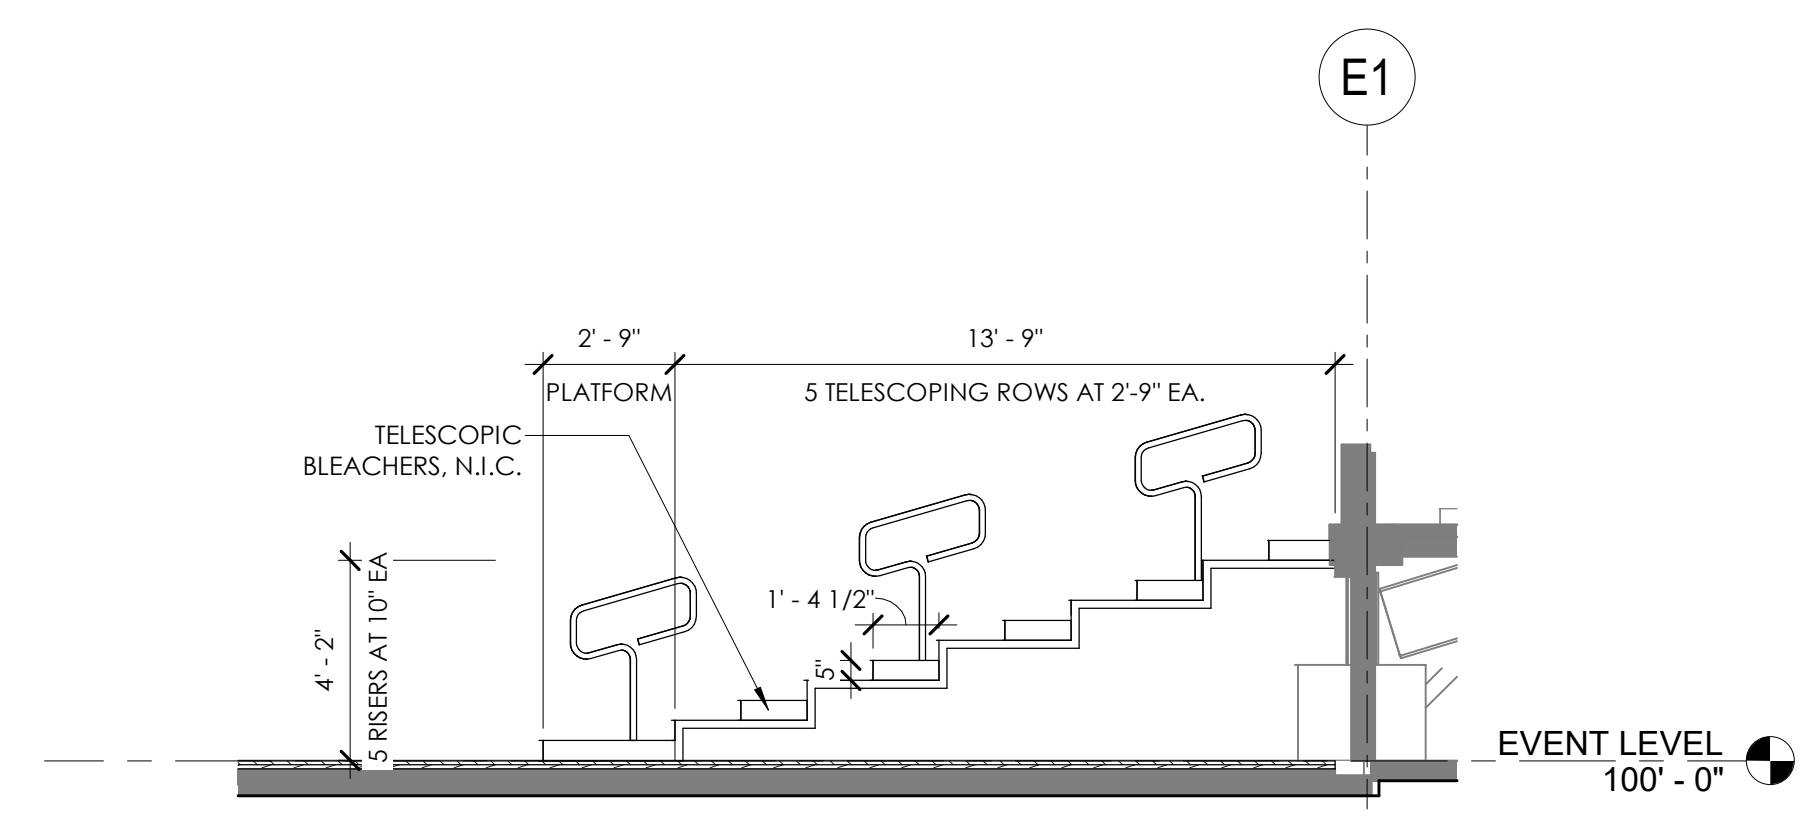 E1
2' - 9"
13' - 9"
PLATFORM
5 TELESCOPING ROWS AT 2'-9" EA.
TELESCOPIC
BLEACHERS, N.I.C.
1' - 4 1/2"
5"
4' - 2"
5 RISERS AT 10" EA
EVENT LEVEL
100' - 0"